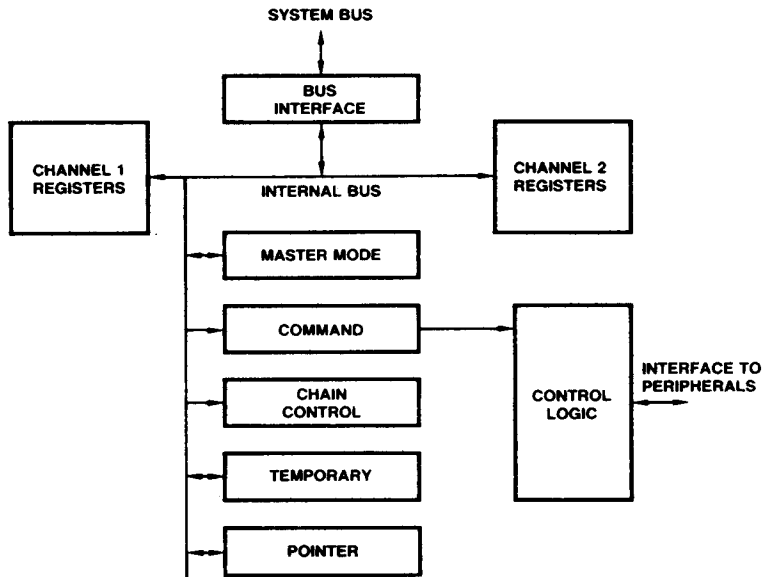 SYSTEM BUS
BUS
INTERFACE
CHANNEL 1
REGISTERS
CHANNEL 2
REGISTERS
INTERNAL BUS
MASTER MODE
COMMAND
CHAIN
CONTROL
TEMPORARY
POINTER
CONTROL
LOGIC
INTERFACE TO
PERIPHERALS